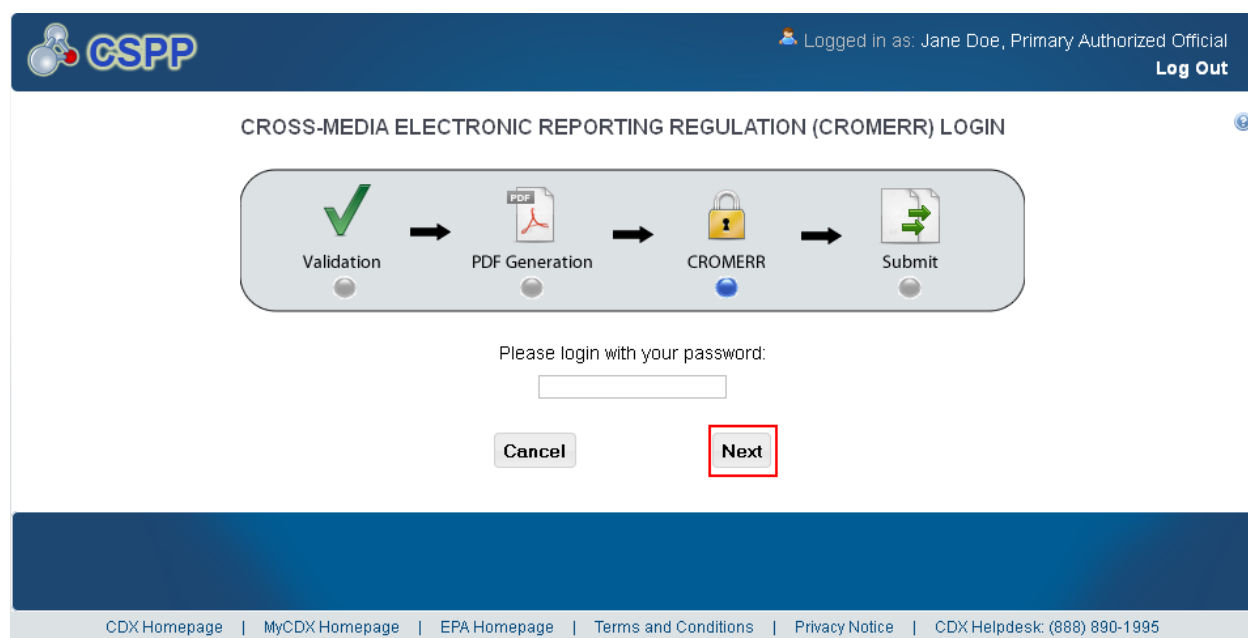 CSPP
Logged in as: Jane Doe, Primary Authorized Official
Log Out
CROSS-MEDIA ELECTRONIC REPORTING REGULATION (CROMERR) LOGIN
PDF
Validation PDF Generation CROMERR Submit
Please login with your password:
Cancel Next
CDX Homepage | MyCDX Homepage | EPA Homepage | Terms and Conditions | Privacy Notice | CDX Helpdesk: (888) 890-1995